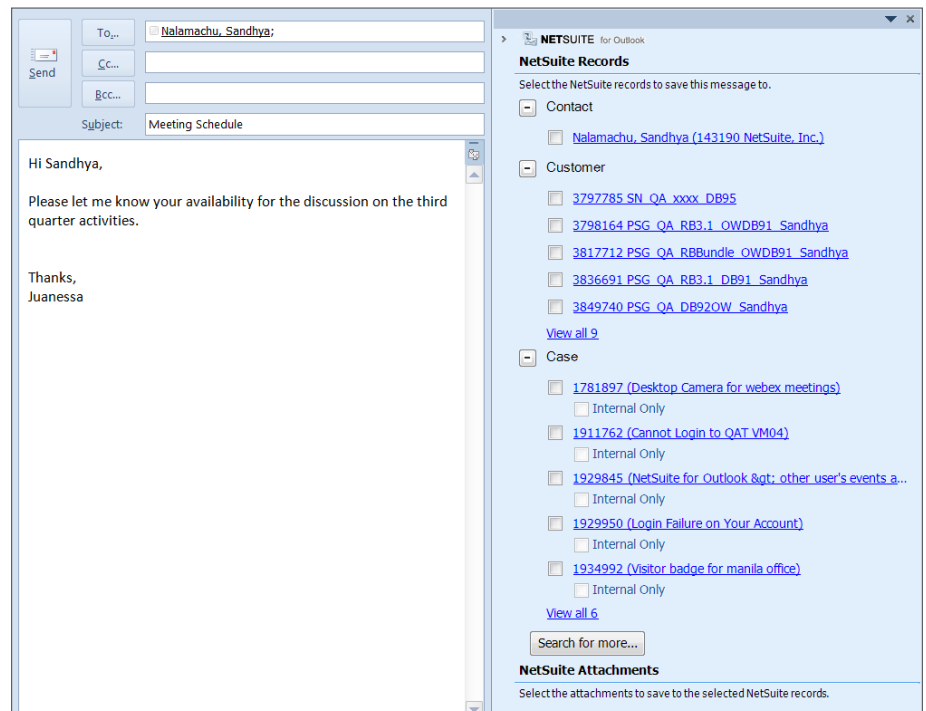 To...
Nalamachu, Sandhya;
Send
Cc...
Bcc...
Subject:
Meeting Schedule
Hi Sandhya,
Please let me know your availability for the discussion on the third
quarter activities.
Thanks,
Juanessa
NETSUITE for Outlook
NetSuite Records
Select the NetSuite records to save this message to.
Contact
Nalamachu, Sandhya (143190 NetSuite, Inc.)
Customer
3797785 SN_QA_xxxx_DB95
3798164 PSG_QA_RB3.1_OWDB91_Sandhya
3817712 PSG_QA_RBBundle_OWDB91_Sandhya
3836691 PSG_QA_RB3.1_DB91_Sandhya
3849740 PSG_QA_DB92OW_Sandhya
View all 9
Case
1781897 (Desktop Camera for webex meetings)
Internal Only
1911762 (Cannot Login to QAT VM04)
Internal Only
1929845 (NetSuite for Outlook &gt; other user's events a...
Internal Only
1929950 (Login Failure on Your Account)
Internal Only
1934992 (Visitor badge for manila office)
Internal Only
View all 6
Search for more...
NetSuite Attachments
Select the attachments to save to the selected NetSuite records.